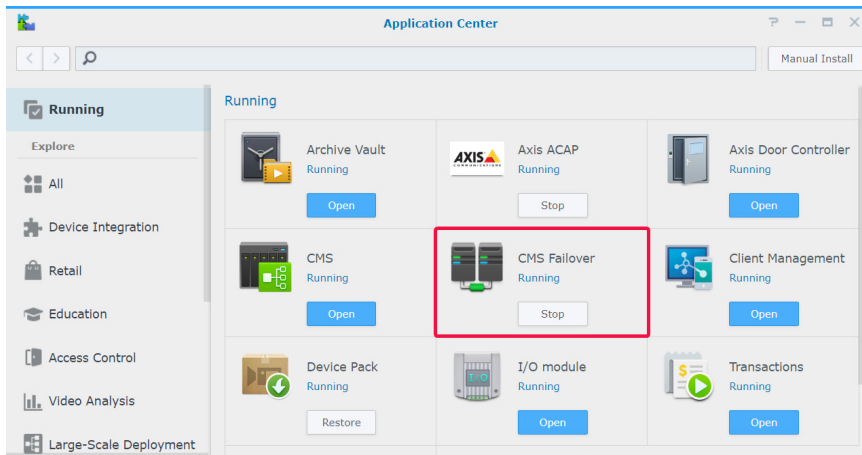 Application Center
Manual Install
Running
Explore
All
Device Integration
Retail
Education
Access Control
Video Analysis
Large-Scale Deployment
Running
Archive Vault
Running
Open
AXIS
COMMUNICATIONS
Axis ACAP
Running
Stop
Axis Door Controller
Running
Open
CMS
Running
Open
CMS Failover
Running
Stop
Client Management
Running
Open
Device Pack
Running
Restore
I O
I/O module
Running
Open
$
Transactions
Running
Open